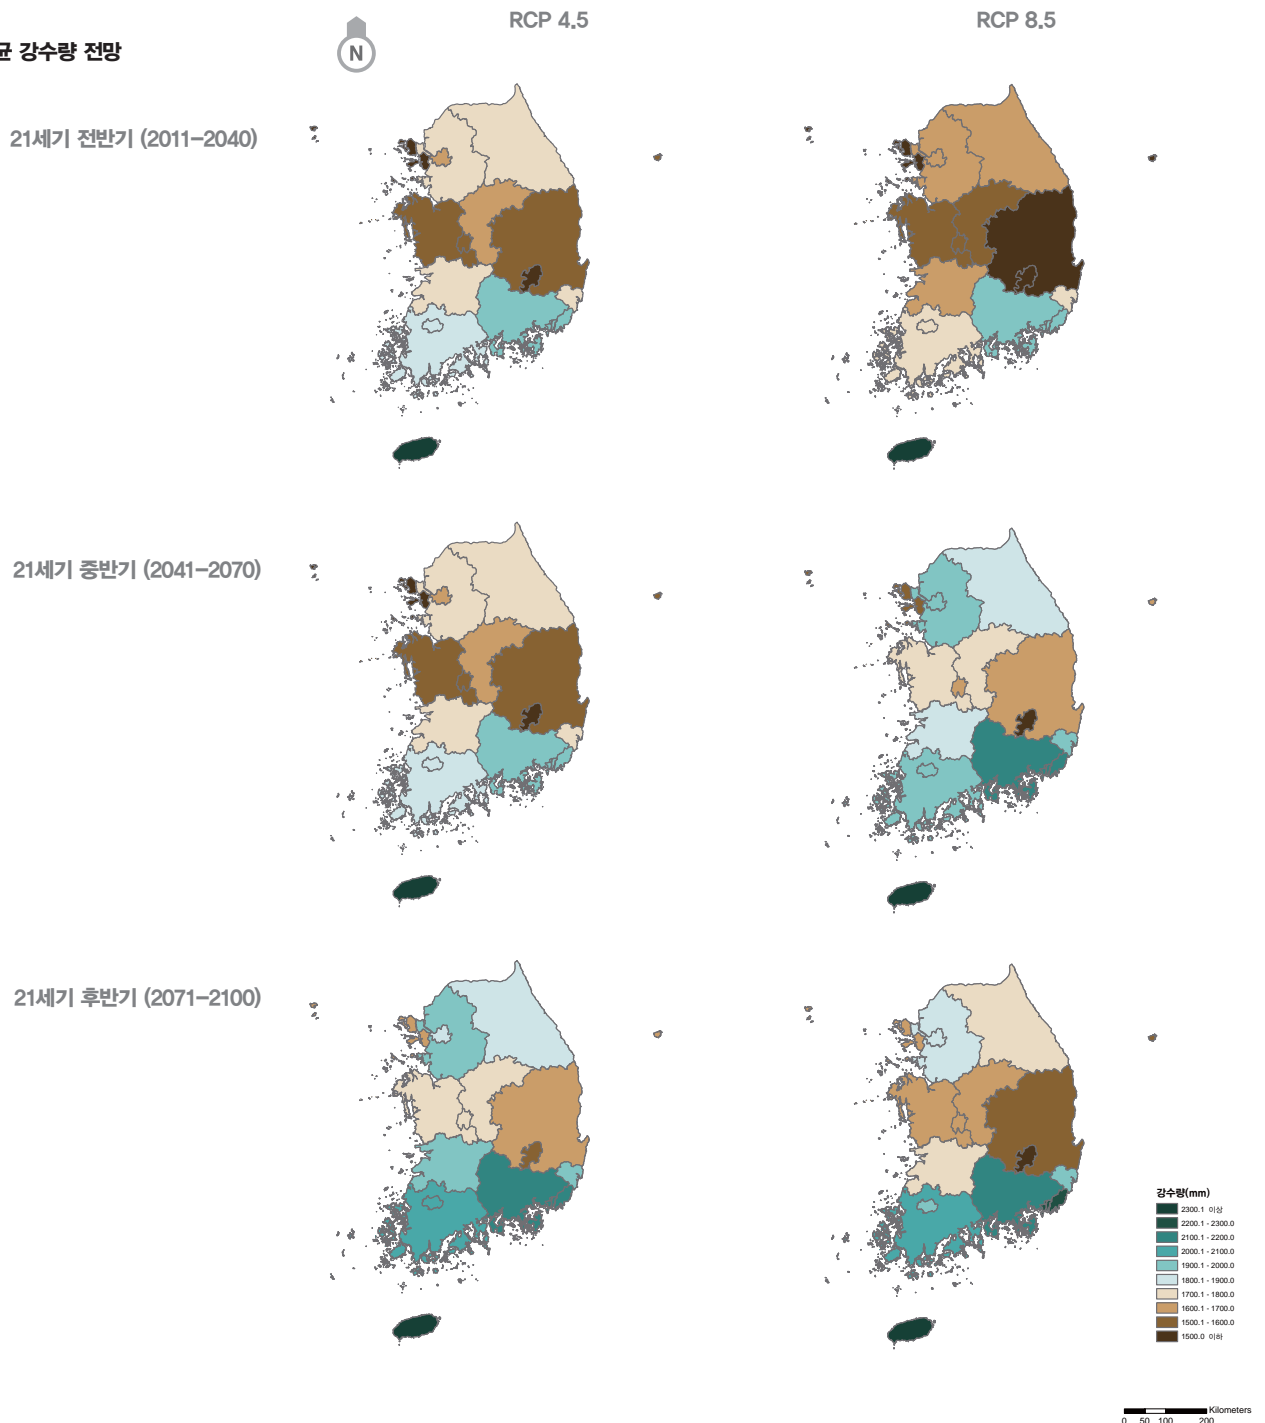 RCP 4.5
RCP 8.5
N
균 강수량 전망
21세기 전반기 (2011-2040)
21세기 중반기 (2041-2070)
21세기 후반기 (2071-2100)
강수량(mm)
2300.1 이상
2200.1 - 2300.0
2100.1 - 2200.0
2000.1 - 2100.0
1900.1 - 2000.0
1800.1 - 1900.0
1700.1 - 1800.0
1600.1 - 1700.0
1500.1 - 1600.0
1500.0 이하
Kilometers
0 50 100 200